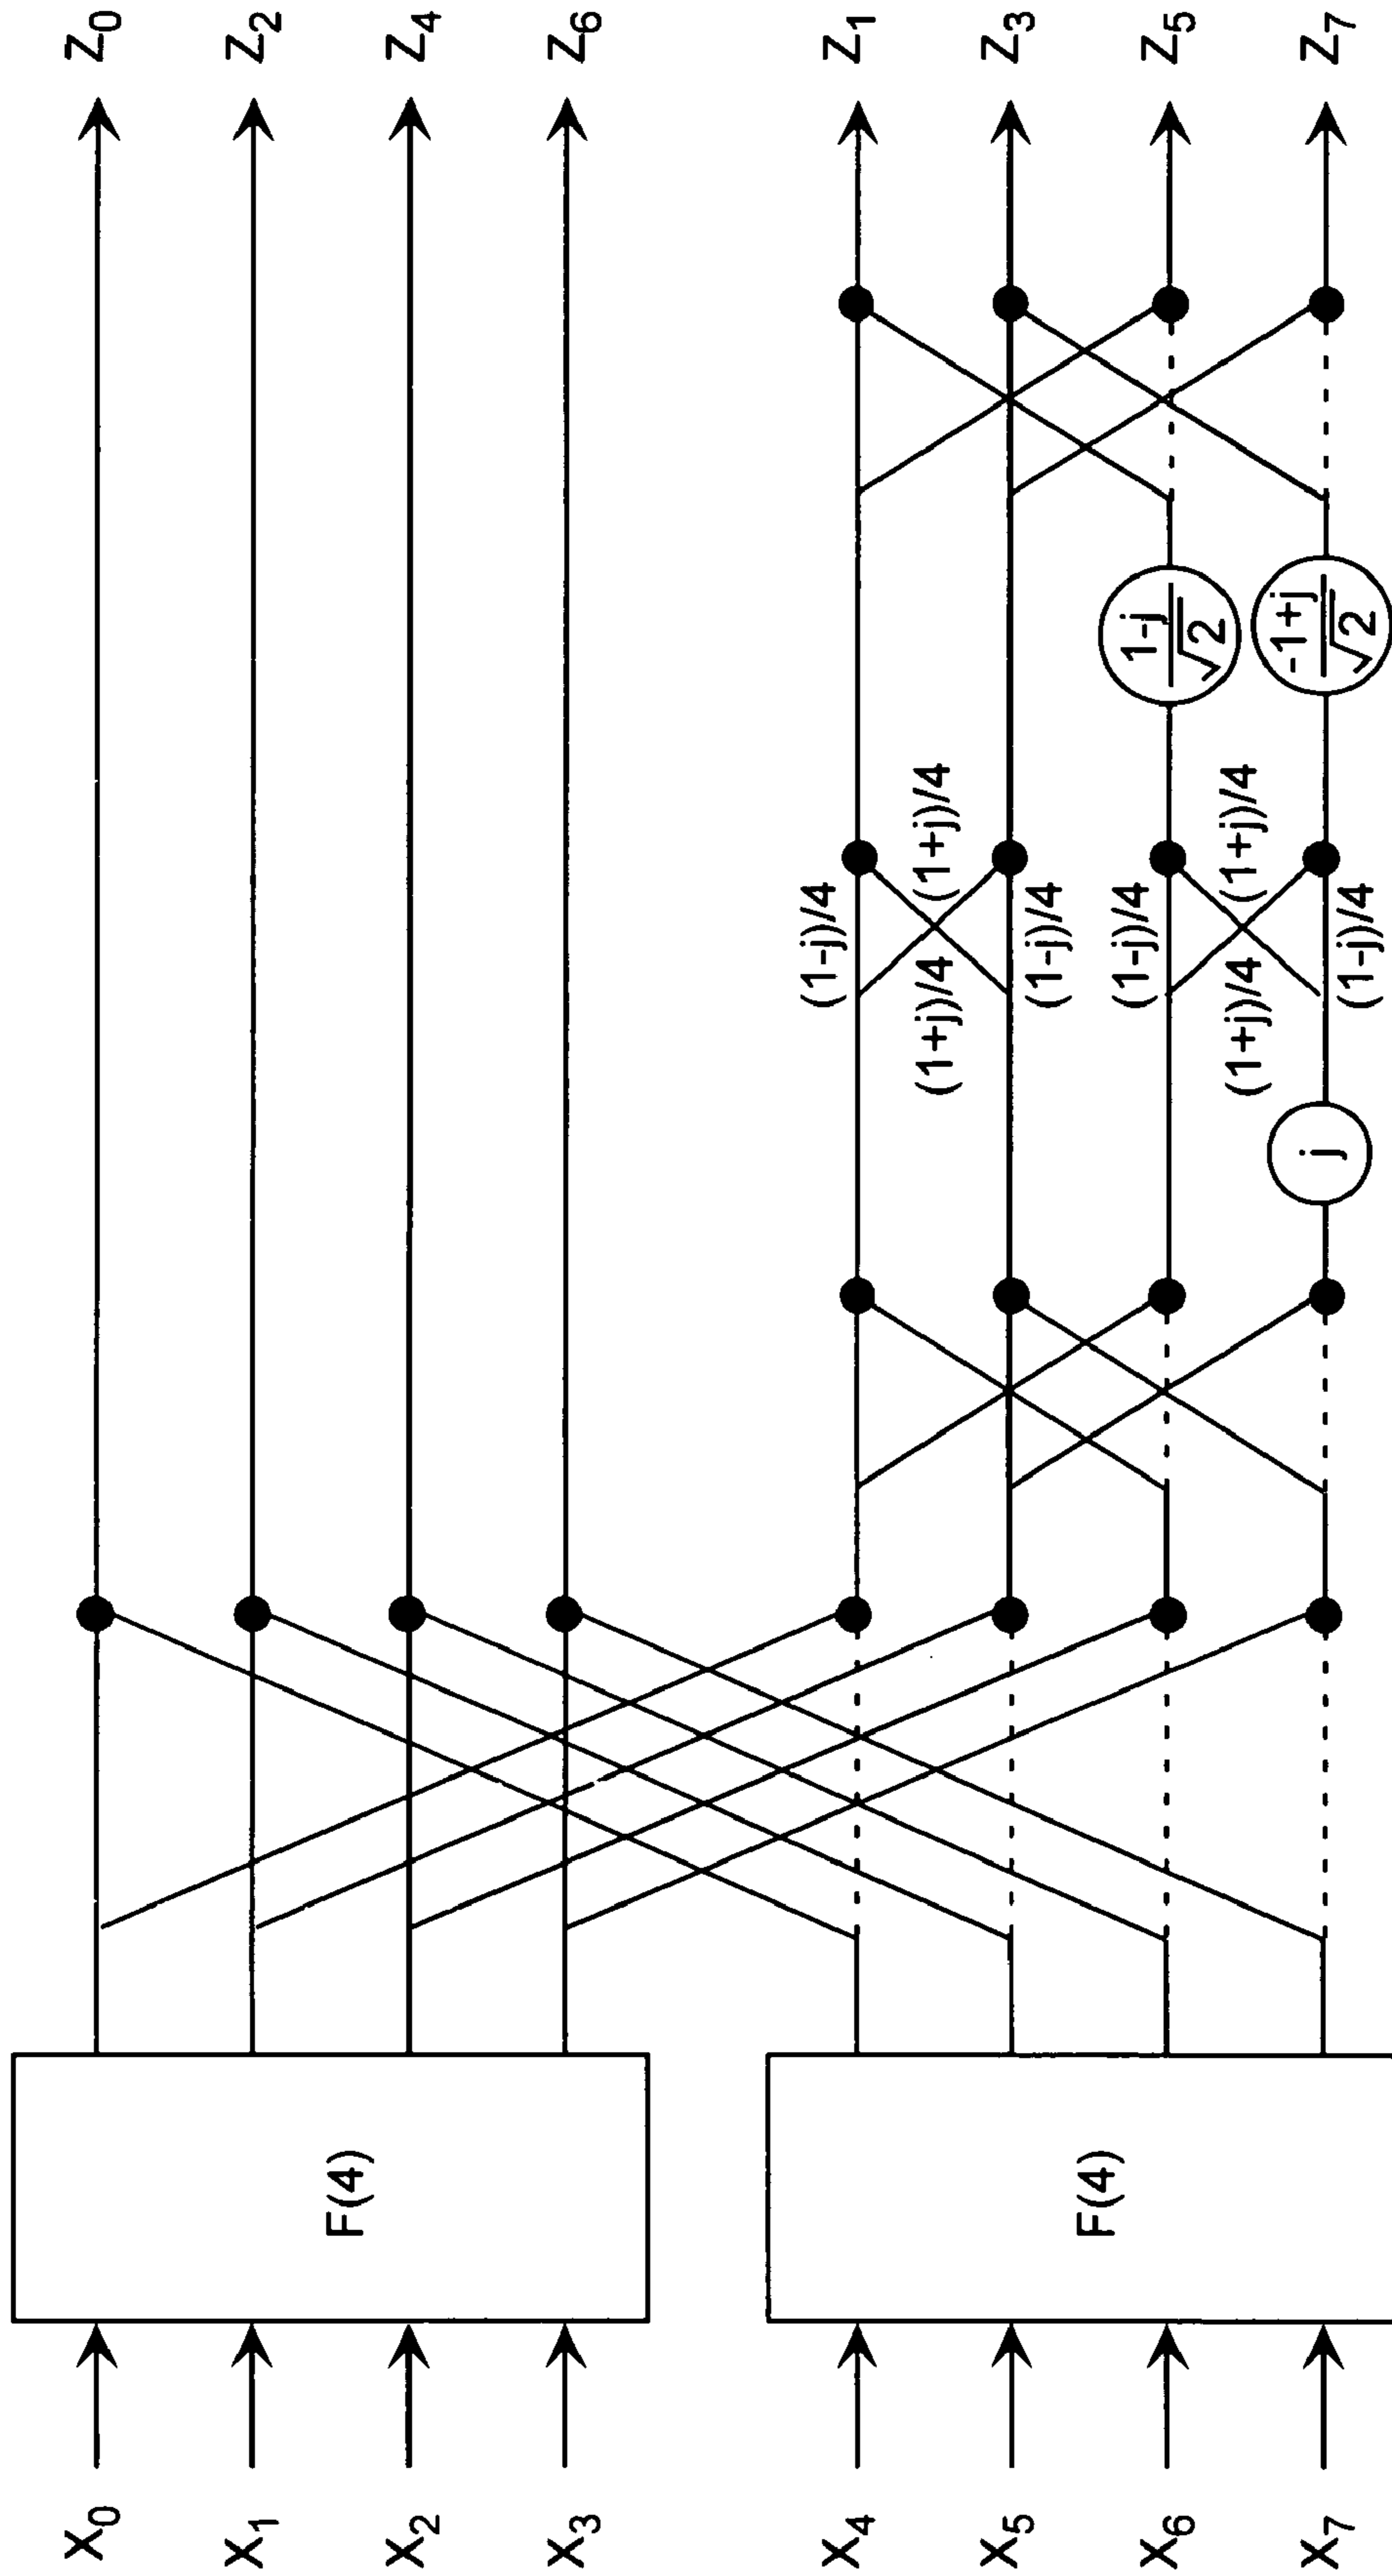 X0
X1
X2
X3
X4
X5
X6
X7
F(4)
F(4)
j
(1-j)/4
(1+j)/4
(1+j)/4
(1-j)/4
(1-j)/4
(1+j)/4
(1+j)/4
(1-j)/4
1-j
√2
-1+j
√2
Z0
Z2
Z4
Z6
Z1
Z3
Z5
Z7